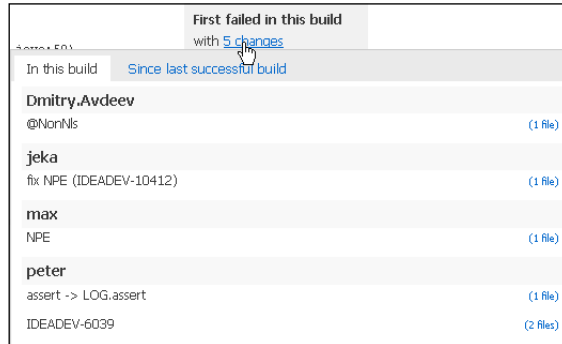 First failed in this build
with 5 changes
In this build Since last successful build
Dmitry.Avdeev
@NonNls (1 file)
jeka
fix NPE (IDEADEV-10412) (1 file)
max
NPE (1 file)
peter
assert -> LOG.assert (1 file)
IDEADEV-6039 (2 files)